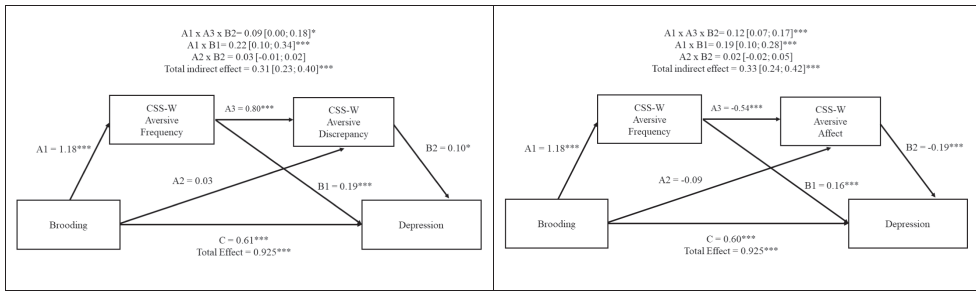 A1 x A3 x B2= 0.09 [0.00; 0.18]*
A1 x B1= 0.22 [0.10; 0.34]***
A2 x B2 = 0.03 [-0.01; 0.02]
Total indirect effect = 0.31 [0.23; 0.40]***
CSS-W
Aversive
Frequency
A3 = 0.80***
CSS-W
Aversive
Discrepancy
A1 = 1.18***
B2 = 0.10*
A2 = 0.03
B1 = 0.19***
Brooding
Depression
C = 0.61***
Total Effect = 0.925***
A1 x A3 x B2= 0.12 [0.07; 0.17]***
A1 x B1= 0.19 [0.10; 0.28]***
A2 x B2 = 0.02 [-0.02; 0.05]
Total indirect effect = 0.33 [0.24; 0.42]***
CSS-W
Aversive
Frequency
A3 = -0.54***
CSS-W
Aversive
Affect
A1 = 1.18***
B2 = -0.19***
A2 = -0.09
B1 = 0.16***
Brooding
Depression
C = 0.60***
Total Effect = 0.925***